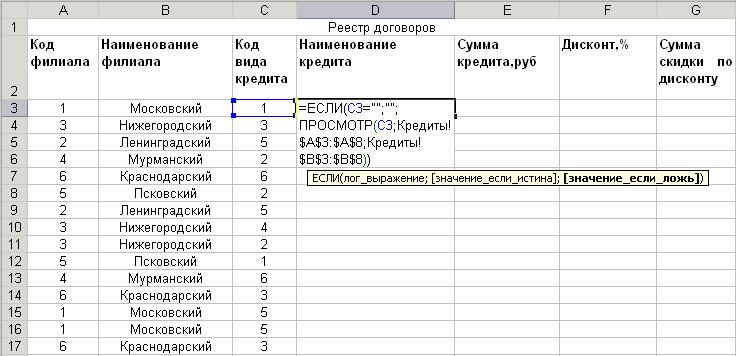 A B C D E F G
1 Реестр договоров
2 Код филиала Наименование филиала Код вида кредита Наименование кредита Сумма кредита,руб Дисконт,% Сумма скидки по дисконту
3 1 Московский 1 =ЕСЛИ(C3="";"";
4 3 Нижегородский 3 ПРОСМОТР(C3;Кредиты!
5 2 Ленинградский 5 $A$3:$A$8;Кредиты!
6 4 Мурманский 2 $B$3:$B$8))
7 6 Краснодарский 6 ЕСЛИ(лог_выражение; [значение_если_истина]; [значение_если_ложь])
8 5 Псковский 2
9 2 Ленинградский 5
10 3 Нижегородский 4
11 3 Нижегородский 2
12 5 Псковский 1
13 4 Мурманский 6
14 6 Краснодарский 3
15 1 Московский 5
16 1 Московский 5
17 6 Краснодарский 3